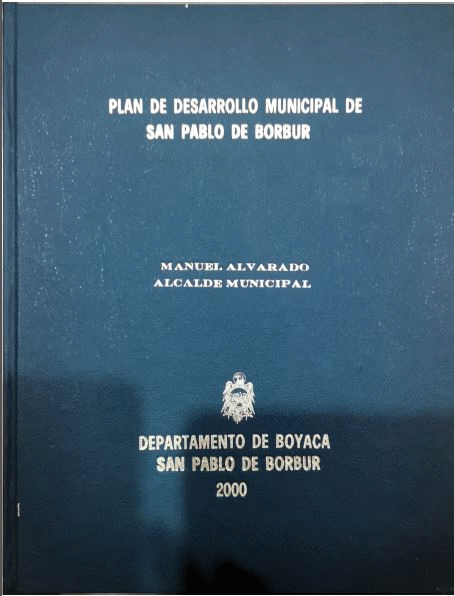 PLAN DE DESARROLLO MUNICIPAL DE
SAN PABLO DE BORBUR
MANUEL ALVARADO
ALCALDE MUNICIPAL
DEPARTAMENTO DE BOYACA
SAN PABLO DE BORBUR
2000